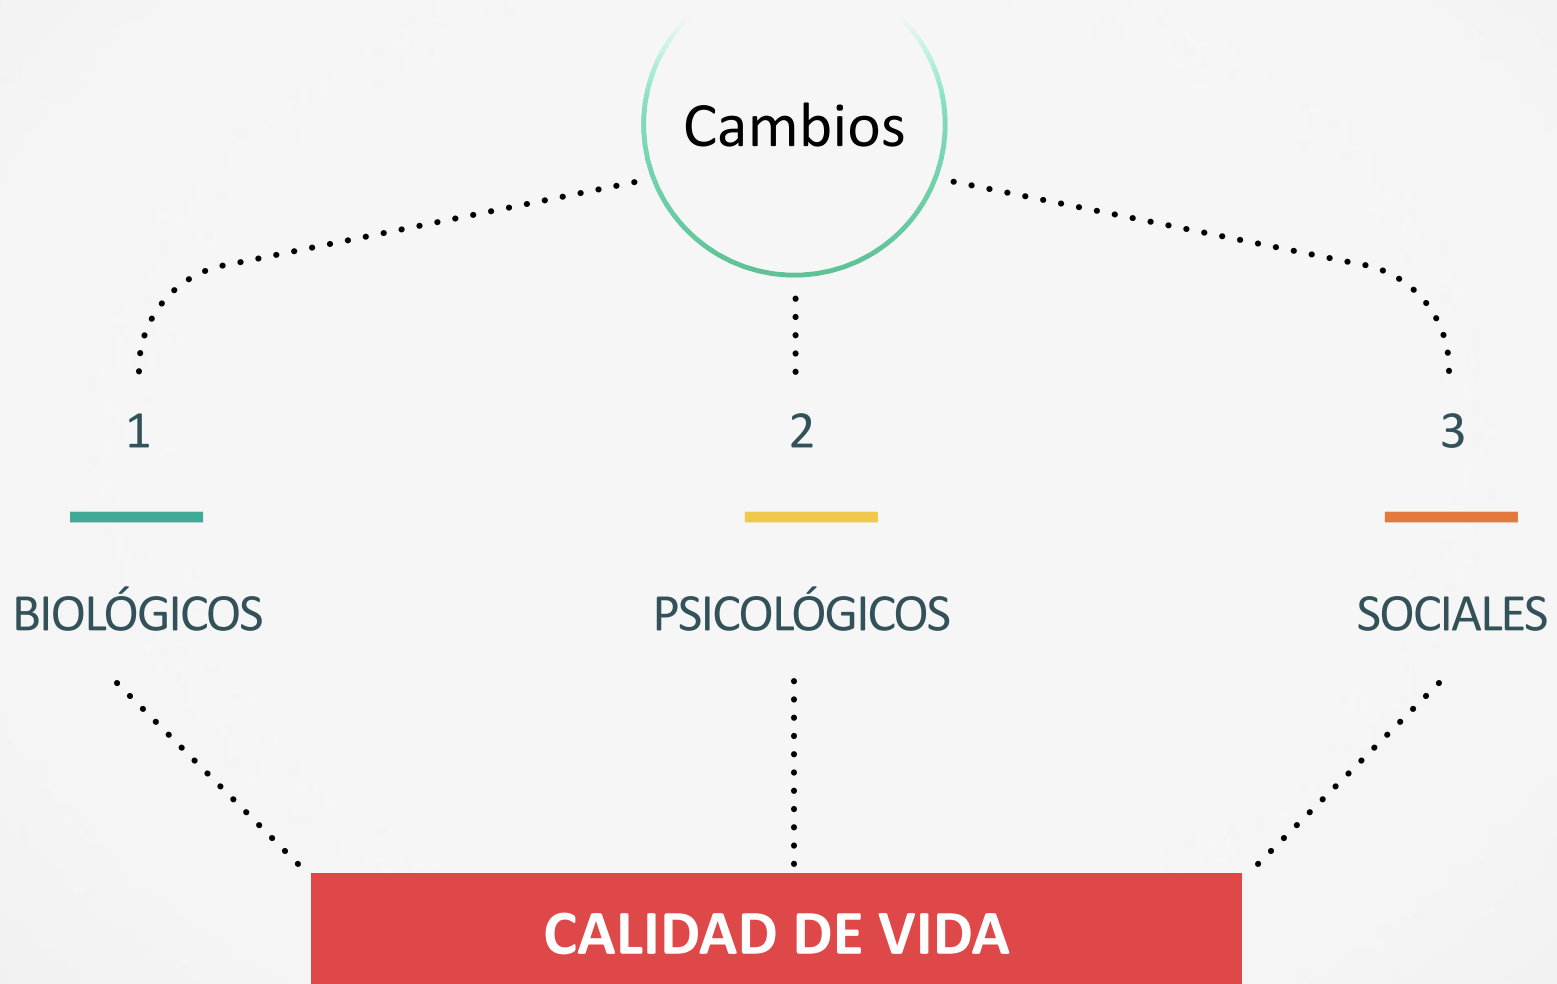 Cambios
1
2
3
BIOLÓGICOS
PSICOLÓGICOS
SOCIALES
CALIDAD DE VIDA